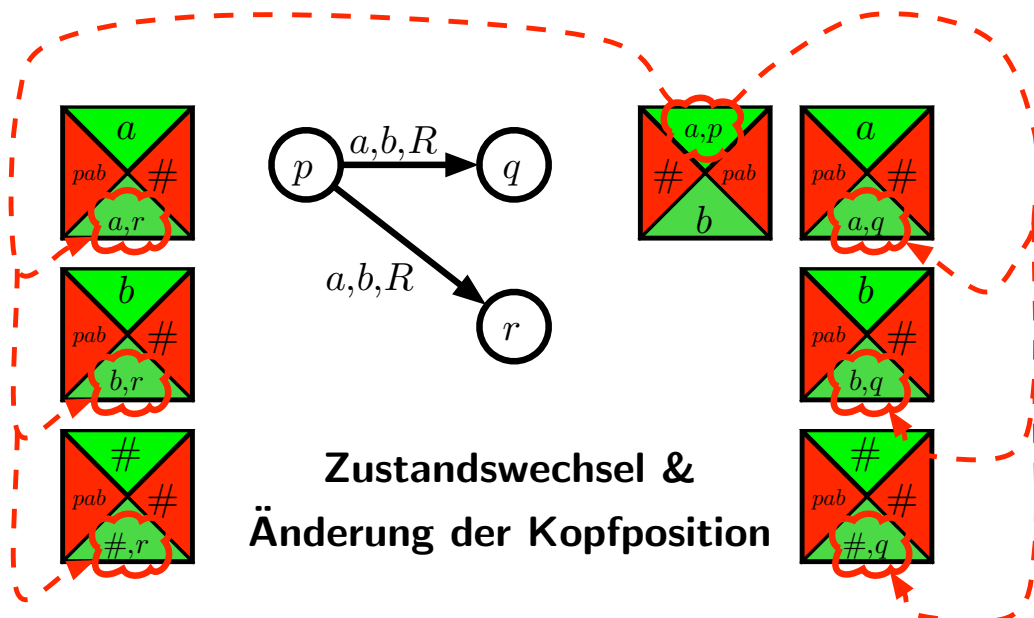 a
pab #
a,r
b
pab #
b,r
#
pab #
#,r
p
a,b,R
q
a,b,R
r
a,p
# pab
b
a
pab #
a,q
b
pab #
b,q
#
pab #
#,q
Zustandswechsel &
Änderung der Kopfposition